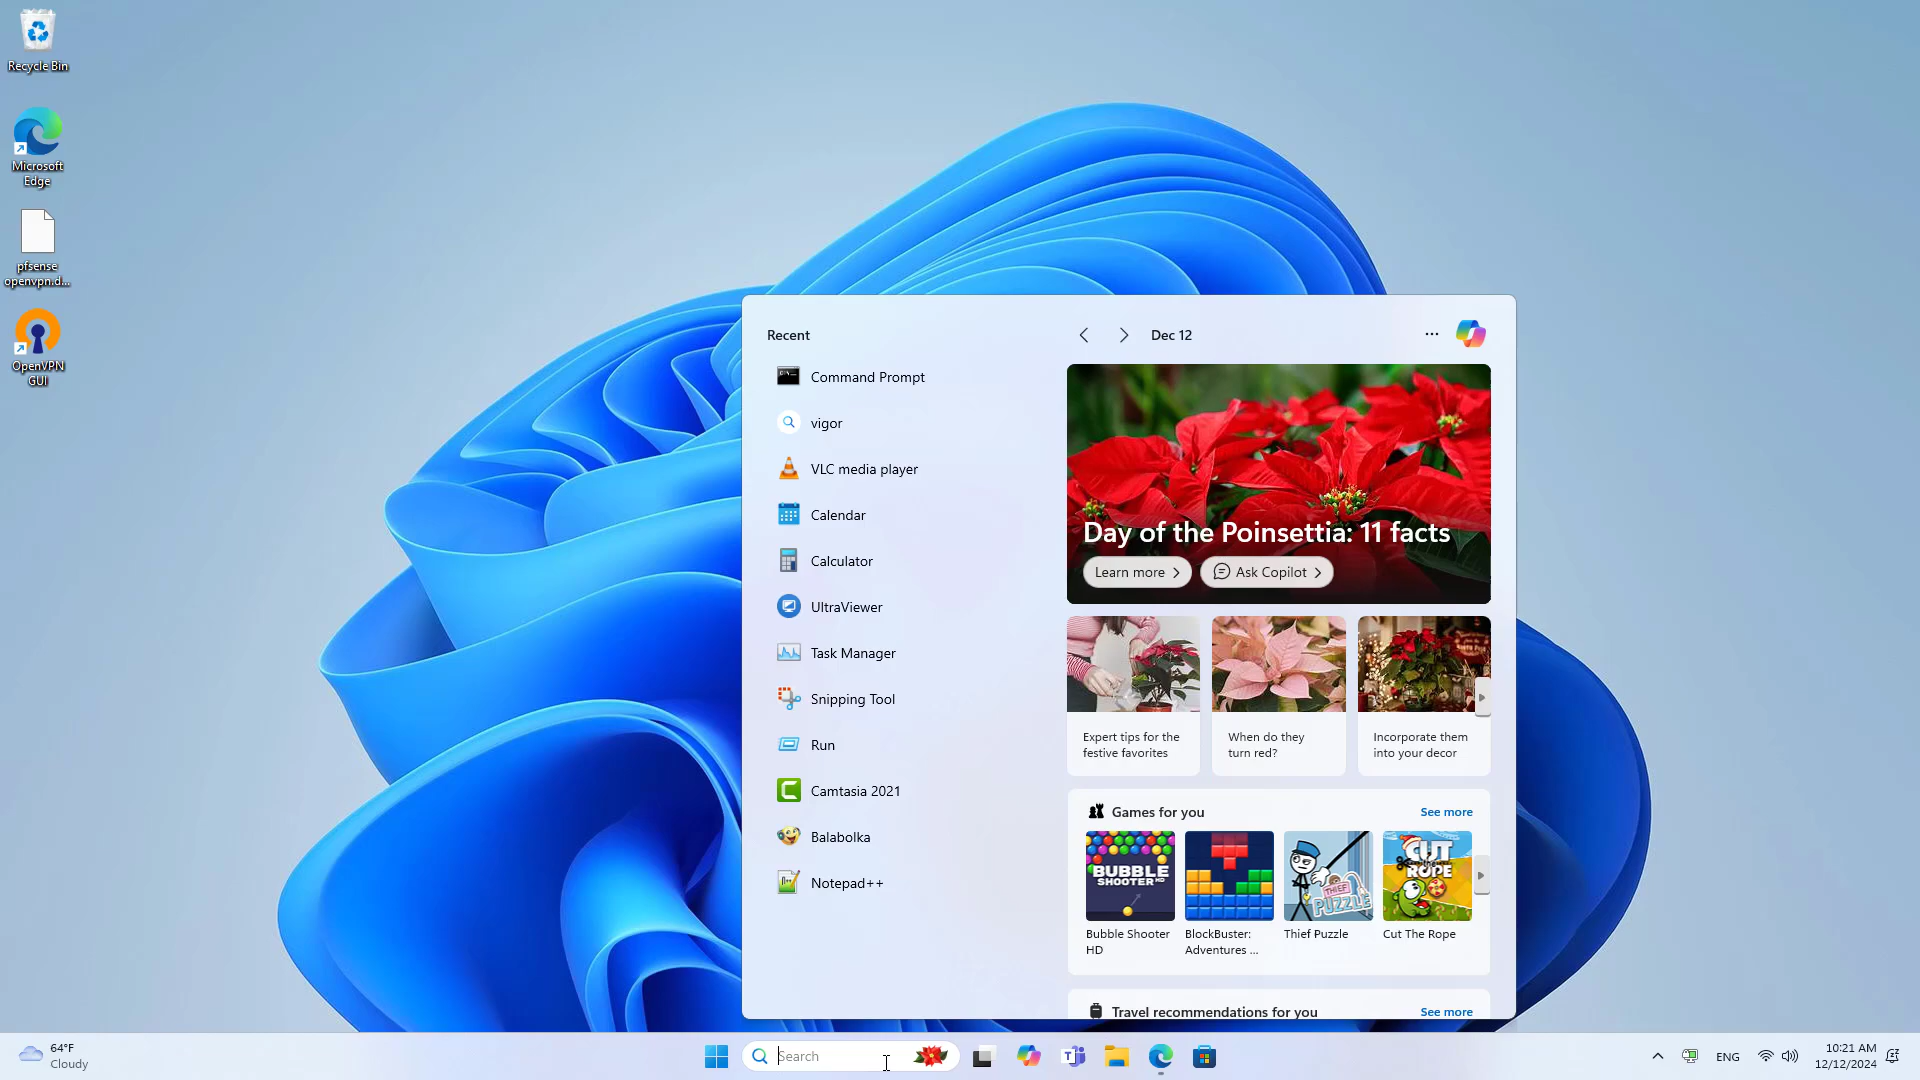 Recycle Bin
Microsoft
Edge
pfsense
openvpn.d...
OpenVPN
GUI
Recent
Command Prompt
vigor
VLC media player
Calendar
Calculator
UltraViewer
Task Manager
Snipping Tool
Run
Camtasia 2021
Balabolka
Notepad++
Dec 12
Day of the Poinsettia: 11 facts
Learn more
Ask Copilot
Expert tips for the
festive favorites
When do they
turn red?
Incorporate them
into your decor
Games for you
See more
BUBBLE
SHOOTER HD
THIEF
PUZZLE
CUT
THE
ROPE
Bubble Shooter
HD
BlockBuster:
Adventures ...
Thief Puzzle
Cut The Rope
Travel recommendations for you
See more
64°F
Cloudy
Search
ENG
10:21 AM
12/12/2024